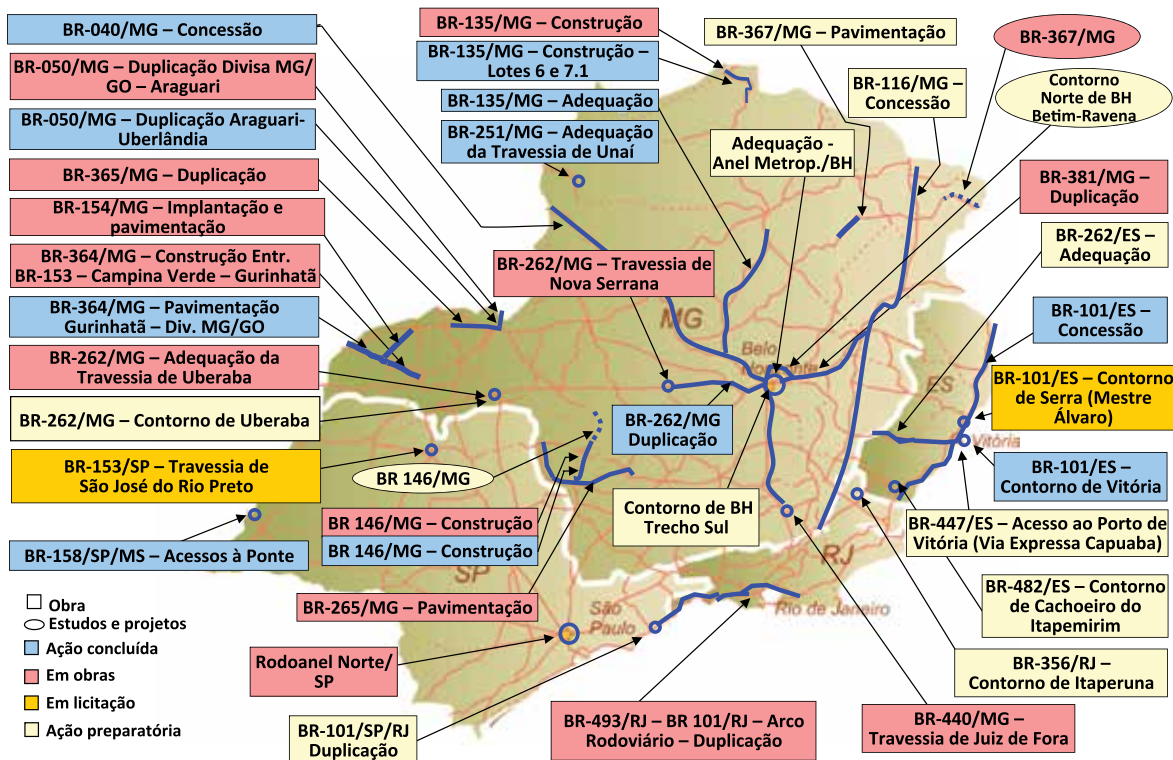 BR-040/MG – Concessão
BR-050/MG – Duplicação Divisa MG/
GO – Araguari
BR-050/MG – Duplicação Araguari-
Uberlândia
BR-365/MG – Duplicação
BR-154/MG – Implantação e
pavimentação
BR-364/MG – Construção Entr.
BR-153 – Campina Verde – Gurinhatã
BR-364/MG – Pavimentação
Gurinhatã – Div. MG/GO
BR-262/MG – Adequação da
Travessia de Uberaba
BR-262/MG – Contorno de Uberaba
BR-153/SP – Travessia de
São José do Rio Preto
BR-158/SP/MS – Acessos à Ponte
Obra
Estudos e projetos
Ação concluída
Em obras
Em licitação
Ação preparatória
BR-135/MG – Construção
BR-135/MG – Construção –
Lotes 6 e 7.1
BR-135/MG – Adequação
BR-251/MG – Adequação
da Travessia de Unaí
BR-367/MG – Pavimentação
Adequação -
Anel Metrop./BH
BR-116/MG –
Concessão
BR-367/MG
Contorno
Norte de BH
Betim-Ravena
BR-381/MG –
Duplicação
BR-262/ES –
Adequação
BR-101/ES –
Concessão
BR-101/ES – Contorno
de Serra (Mestre
Álvaro)
BR-101/ES –
Contorno de Vitória
BR-447/ES – Acesso ao Porto de
Vitória (Via Expressa Capuaba)
BR-482/ES – Contorno
de Cachoeiro do
Itapemirim
BR-356/RJ –
Contorno de Itaperuna
BR-440/MG –
Travessia de Juiz de Fora
BR-493/RJ – BR 101/RJ – Arco
Rodoviário – Duplicação
BR-101/SP/RJ
Duplicação
Rodoanel Norte/
SP
BR-265/MG – Pavimentação
BR 146/MG – Construção
BR 146/MG – Construção
BR 146/MG
BR-262/MG – Travessia de
Nova Serrana
BR-262/MG
Duplicação
Contorno de BH
Trecho Sul
MG
Belo
ES
Vitória
RJ
Rio de Janeiro
SP
São
Paulo